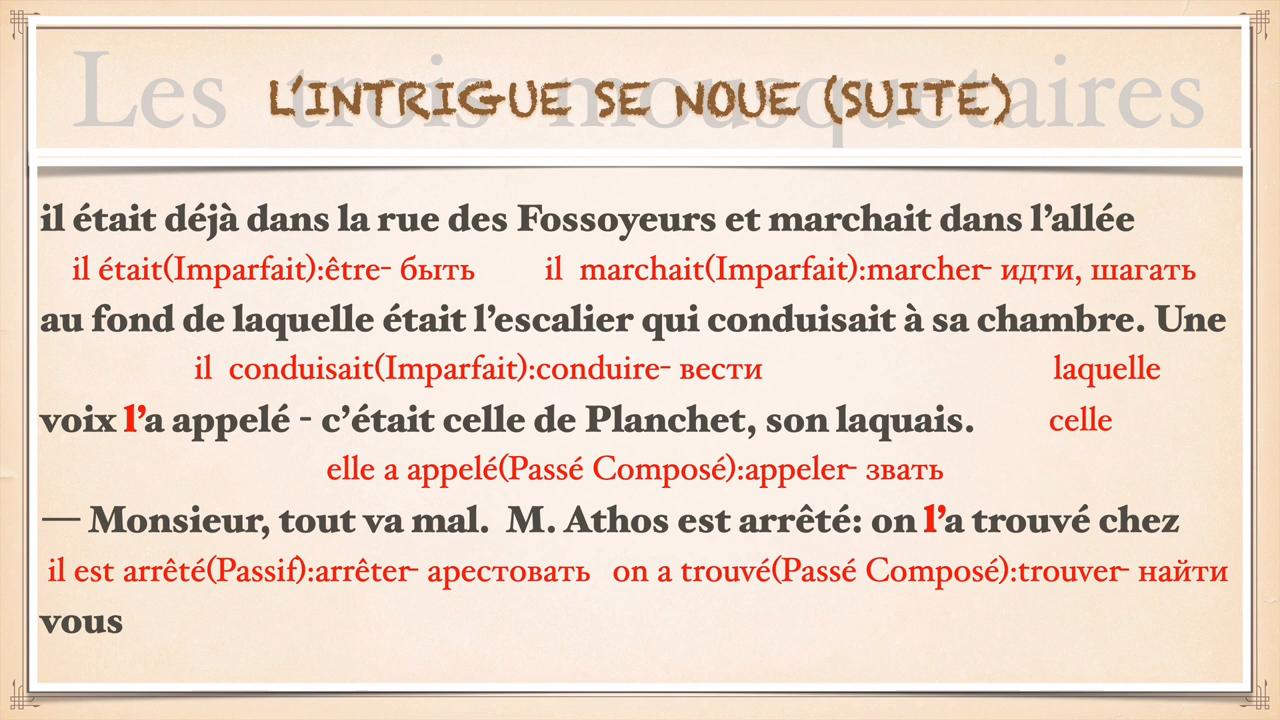 Les trois mousquetaires
L'INTRIGUE SE NOUE (SUITE)
il était déjà dans la rue des Fossoyeurs et marchait dans l'allée
il était(Imparfait):être- быть il marchait(Imparfait):marcher- идти, шагать
au fond de laquelle était l'escalier qui conduisait à sa chambre. Une
il conduisait(Imparfait):conduire- вести laquelle
voix l'a appelé - c'était celle de Planchet, son laquais. celle
elle a appelé(Passé Composé):appeler- звать
— Monsieur, tout va mal. M. Athos est arrêté: on l'a trouvé chez
il est arrêté(Passif):arrêter- арестовать on a trouvé(Passé Composé):trouver- найти
vous